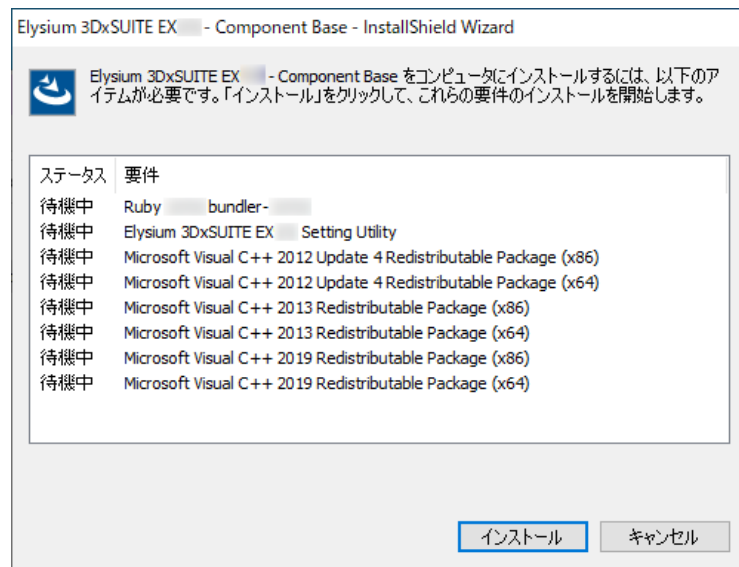 Elysium 3DxSUITE EX - Component Base - InstallShield Wizard
Elysium 3DxSUITE EX - Component Base をコンピュータにインストールするには、以下のア
イテムが必要です。「インストール」をクリックして、これらの要件のインストールを開始します。
ステータス 要件
待機中 Ruby bundler-
待機中 Elysium 3DxSUITE EX Setting Utility
待機中 Microsoft Visual C++ 2012 Update 4 Redistributable Package (x86)
待機中 Microsoft Visual C++ 2012 Update 4 Redistributable Package (x64)
待機中 Microsoft Visual C++ 2013 Redistributable Package (x86)
待機中 Microsoft Visual C++ 2013 Redistributable Package (x64)
待機中 Microsoft Visual C++ 2019 Redistributable Package (x86)
待機中 Microsoft Visual C++ 2019 Redistributable Package (x64)
インストール キャンセル